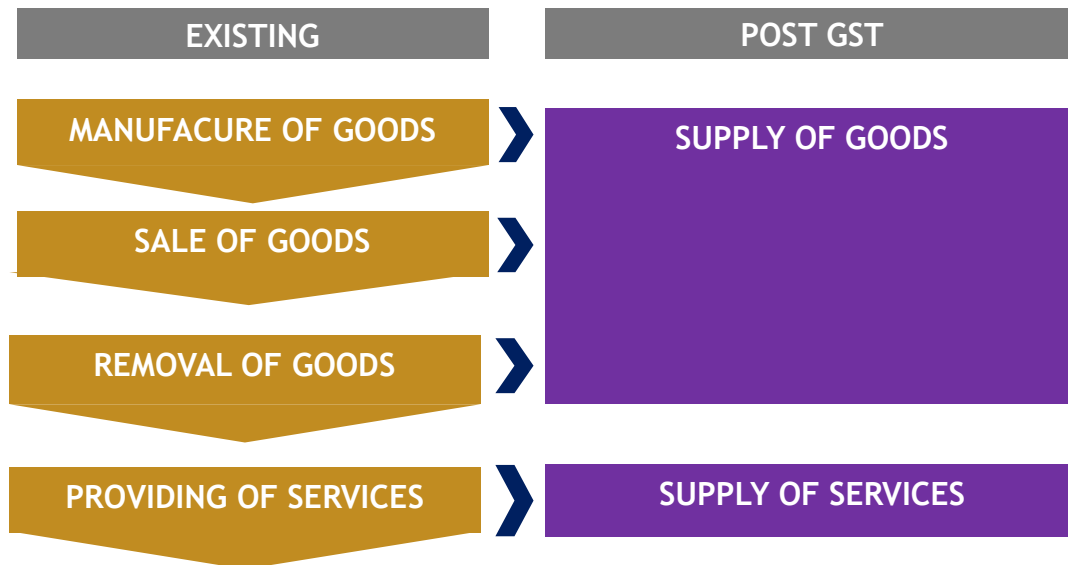 EXISTING
POST GST
MANUFACURE OF GOODS
SUPPLY OF GOODS
SALE OF GOODS
REMOVAL OF GOODS
PROVIDING OF SERVICES
SUPPLY OF SERVICES